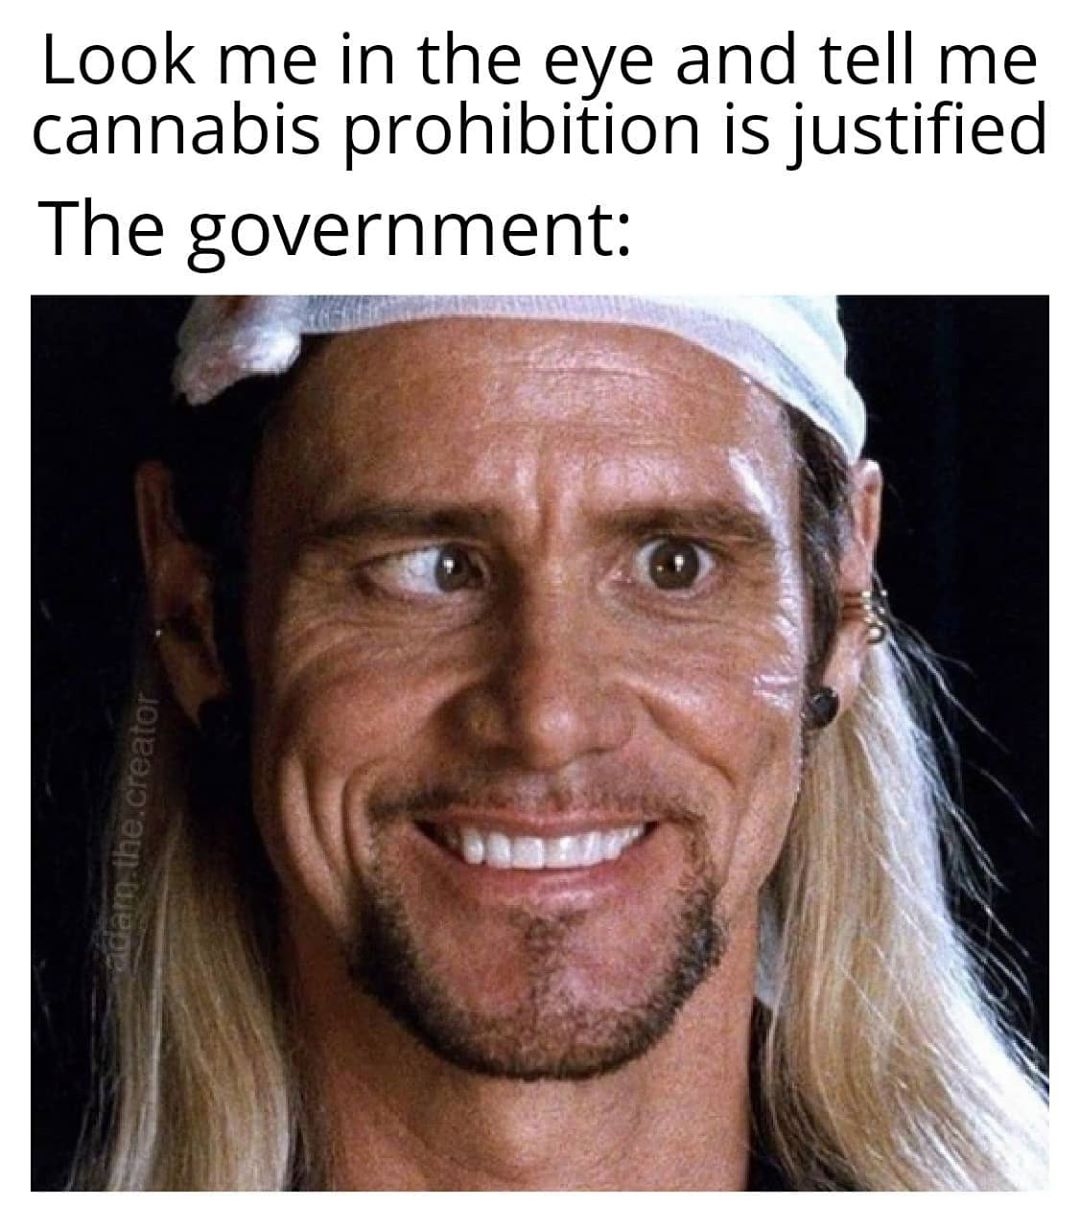 Look me in the eye and tell me
cannabis prohibition is justified
The government:
adam.the.creator